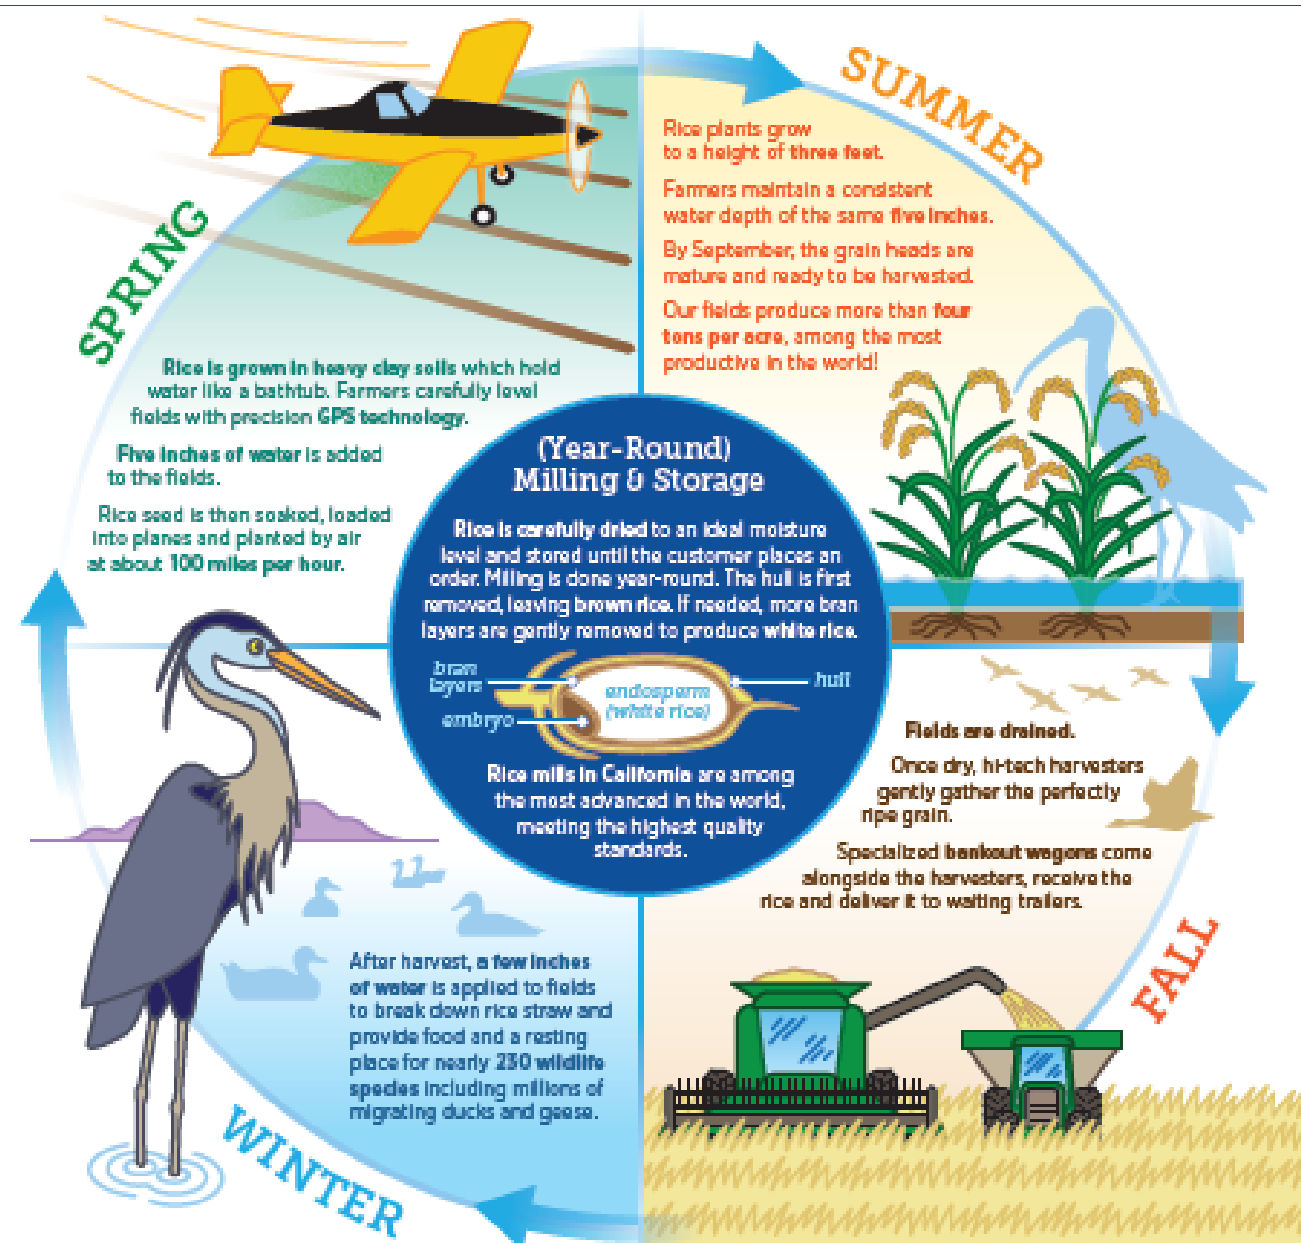 SPRING
Rice is grown in heavy clay soils which hold
water like a bathtub. Farmers carefully level
fields with precision GPS technology.
Five inches of water is added
to the fields.
Rice seed is then soaked, loaded
into planes and planted by air
at about 100 miles per hour.
SUMMER
Rice plants grow
to a height of three feet.
Farmers maintain a consistent
water depth of the same five inches.
By September, the grain heads are
mature and ready to be harvested.
Our fields produce more than four
tons per acre, among the most
productive in the world!
(Year-Round)
Milling & Storage
Rice is carefully dried to an ideal moisture
level and stored until the customer places an
order. Milling is done year-round. The hull is first
removed, leaving brown rice. If needed, more bran
layers are gently removed to produce white rice.
bran
layers
embryo
endosperm
(white rice)
hull
Rice mills in California are among
the most advanced in the world,
meeting the highest quality
standards.
Fields are drained.
Once dry, hi-tech harvesters
gently gather the perfectly
ripe grain.
Specialized bankout wagons come
alongside the harvesters, receive the
rice and deliver it to waiting trailers.
FALL
After harvest, a few inches
of water is applied to fields
to break down rice straw and
provide food and a resting
place for nearly 230 wildlife
species including millions of
migrating ducks and geese.
WINTER